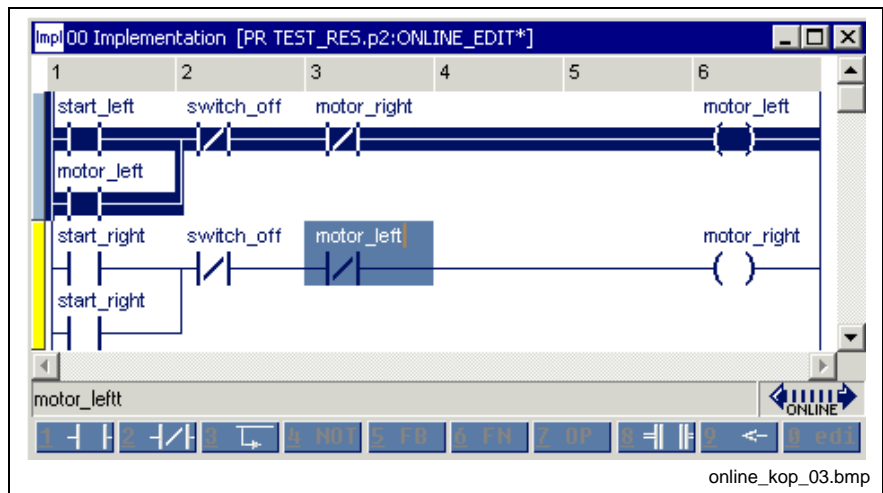 Impl 00 Implementation [PR TEST_RES.p2:ONLINE_EDIT*]
1 2 3 4 5 6
start_left switch_off motor_right motor_left
motor_left
start_right switch_off motor_left motor_right
start_right
motor_leftt
ONLINE
1 2 3 4 NOT 5 FB 6 FN 7 OP 8 9 <- 0 edi
online_kop_03.bmp